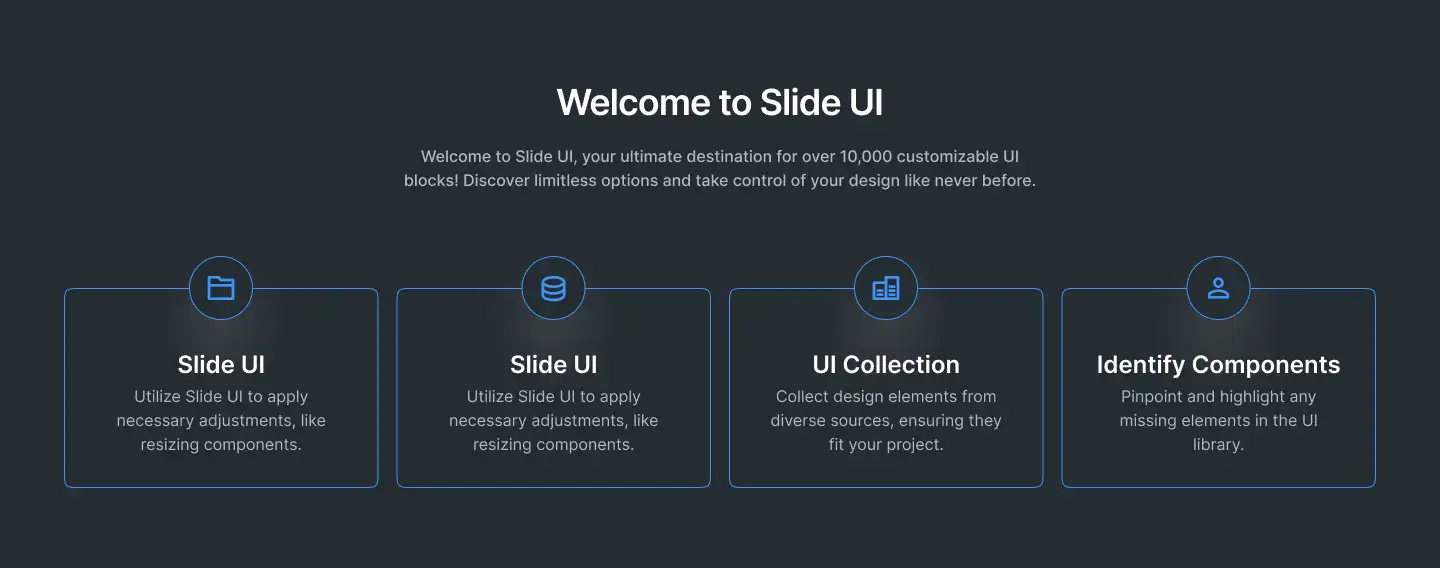 Welcome to Slide UI
Welcome to Slide UI, your ultimate destination for over 10,000 customizable UI
blocks! Discover limitless options and take control of your design like never before.
Slide UI
Utilize Slide UI to apply
necessary adjustments, like
resizing components.
Slide UI
Utilize Slide UI to apply
necessary adjustments, like
resizing components.
UI Collection
Collect design elements from
diverse sources, ensuring they
fit your project.
Identify Components
Pinpoint and highlight any
missing elements in the UI
library.